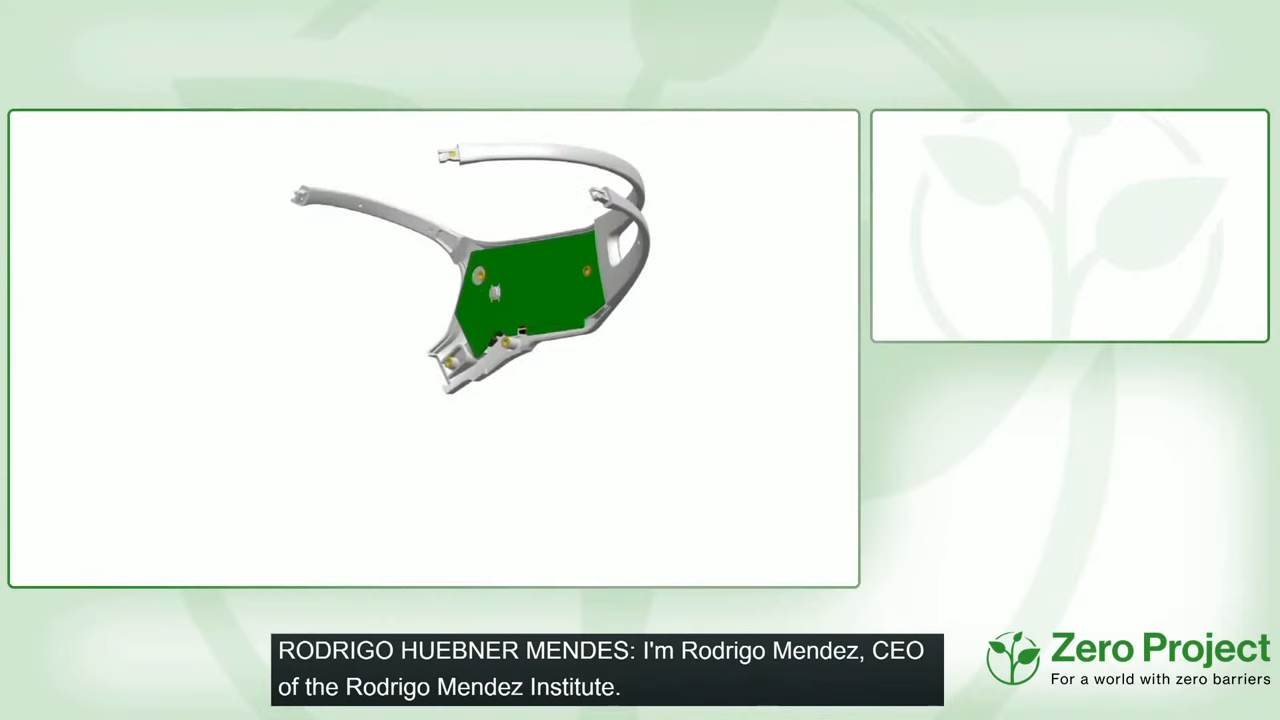 RODRIGO HUEBNER MENDES: I'm Rodrigo Mendez, CEO
of the Rodrigo Mendez Institute.
Zero Project
For a world with zero barriers